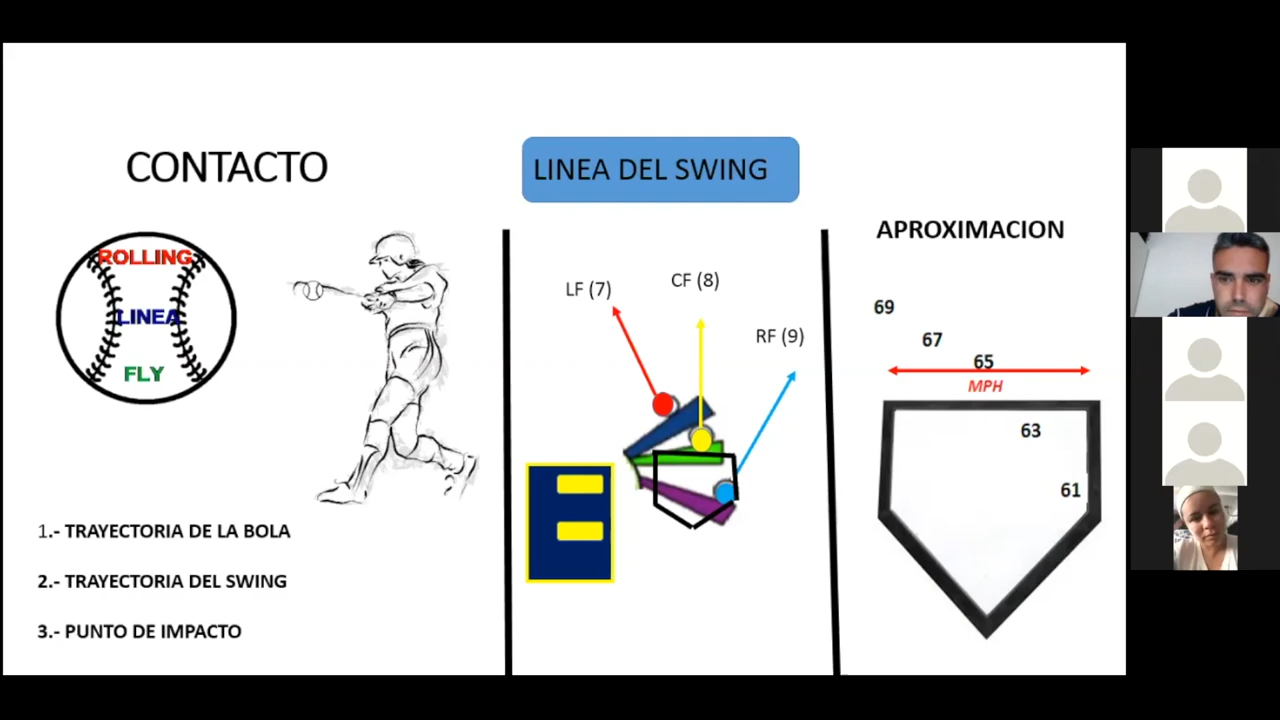 CONTACTO
ROLLING
LINEA
FLY
1.- TRAYECTORIA DE LA BOLA
2.- TRAYECTORIA DEL SWING
3.- PUNTO DE IMPACTO
LINEA DEL SWING
LF (7)
CF (8)
RF (9)
APROXIMACION
69
67
65
MPH
63
61